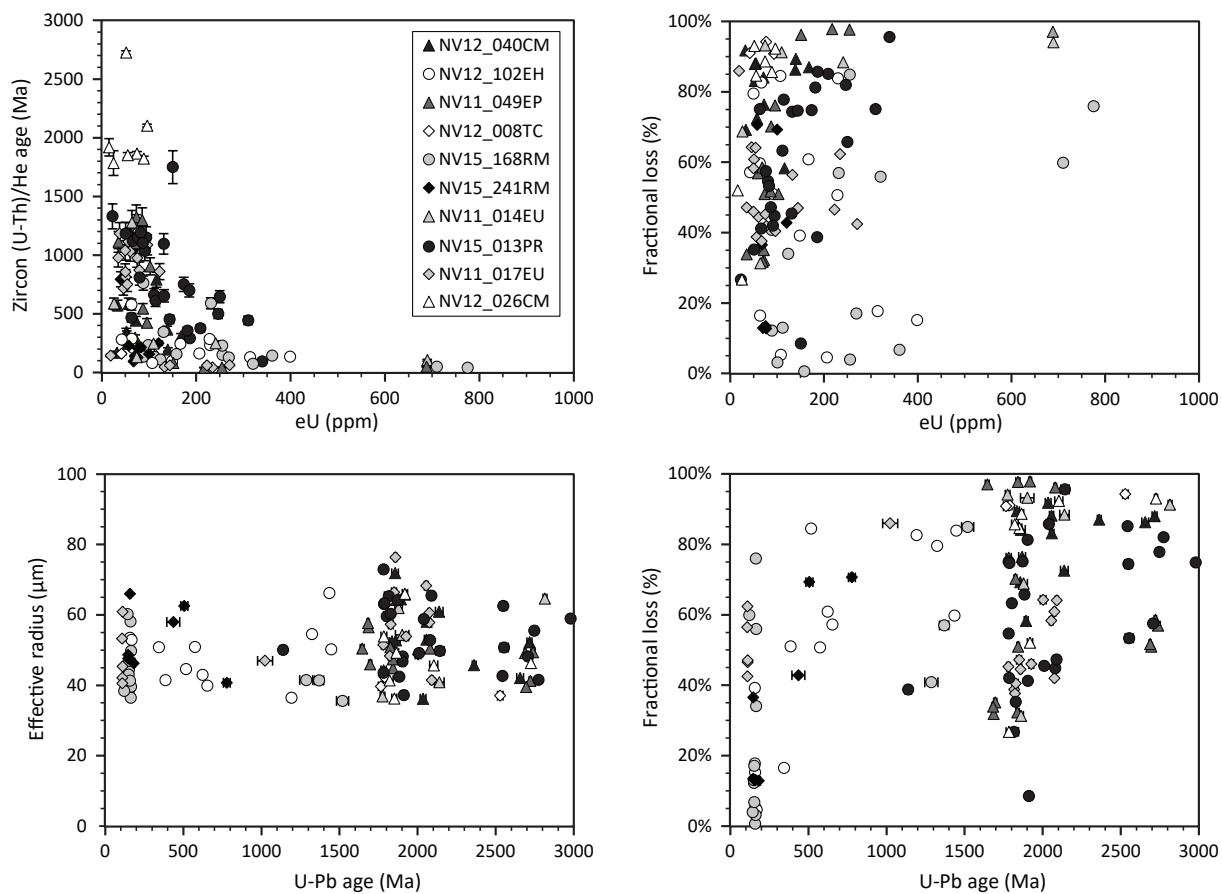 3000
2500
2000
1500
1000
500
0
Zircon (U-Th)/He age (Ma)
0 200 400 600 800 1000
eU (ppm)
NV12_040CM
NV12_102EH
NV11_049EP
NV12_008TC
NV15_168RM
NV15_241RM
NV11_014EU
NV15_013PR
NV11_017EU
NV12_026CM
100%
80%
60%
40%
20%
0%
Fractional loss (%)
0 200 400 600 800 1000
eU (ppm)
100
80
60
40
20
0
Effective radius (μm)
0 500 1000 1500 2000 2500 3000
U-Pb age (Ma)
100%
80%
60%
40%
20%
0%
Fractional loss (%)
0 500 1000 1500 2000 2500 3000
U-Pb age (Ma)